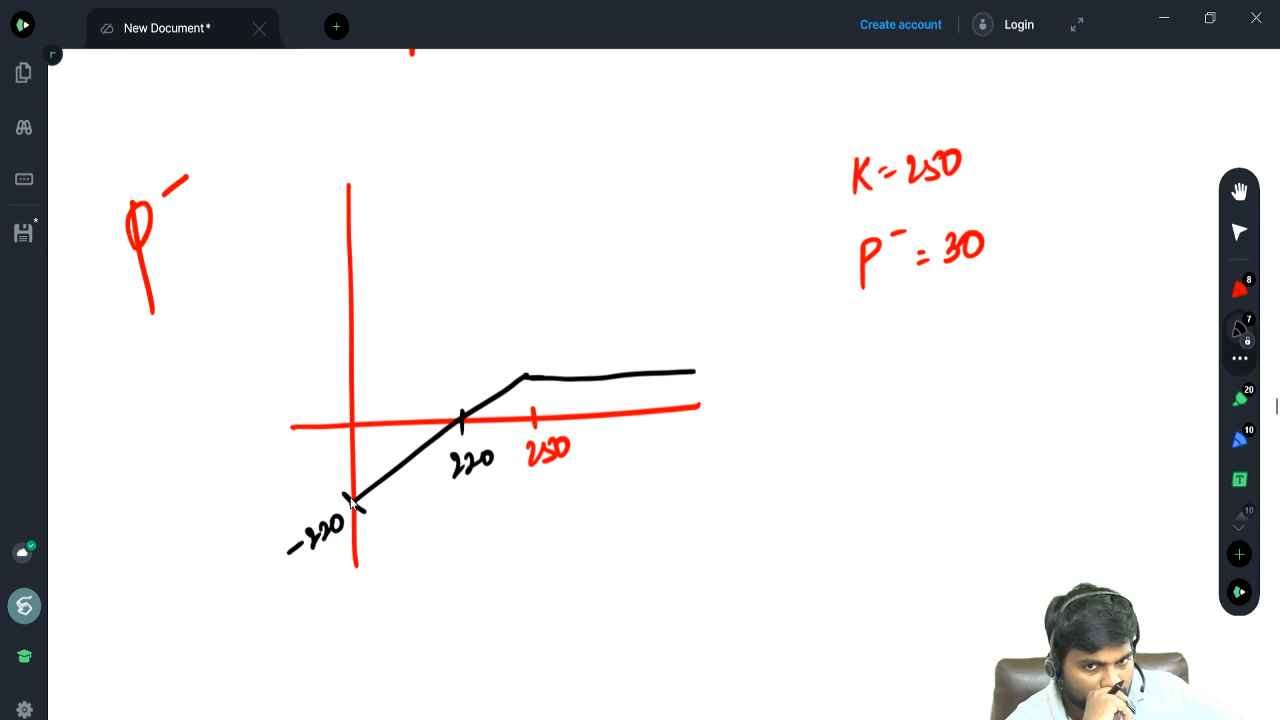 New Document*
Create account
Login
K = 250
P⁻ = 30
P⁻
220
250
-220
8
7
20
10
T
10